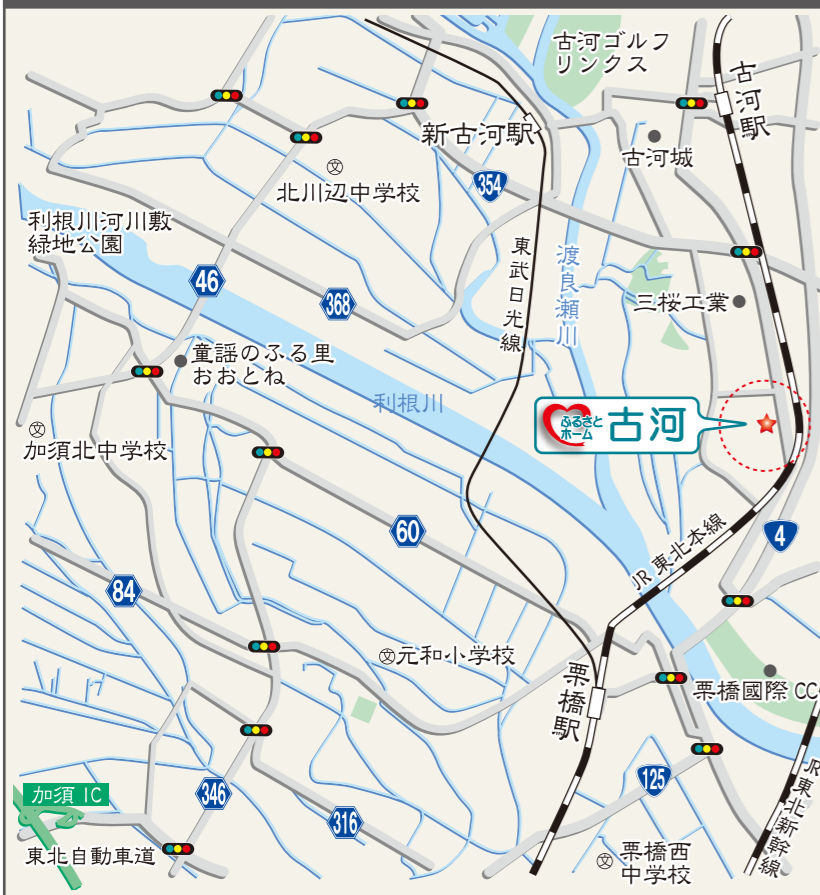 古河ゴルフ
リンクス
古河駅
新古河駅
古河城
北川辺中学校
354
利根川河川敷
緑地公園
東武日光線
渡良瀬川
46
368
三桜工業
童謡のふる里
おおとね
利根川
ふるさと
ホーム
古河
加須北中学校
60
JR 東北本線
4
84
元和小学校
栗橋駅
栗橋國際 CC
125
346
316
加須 IC
東北自動車道
栗橋西
中学校
JR東北新幹線
文
文
文
文